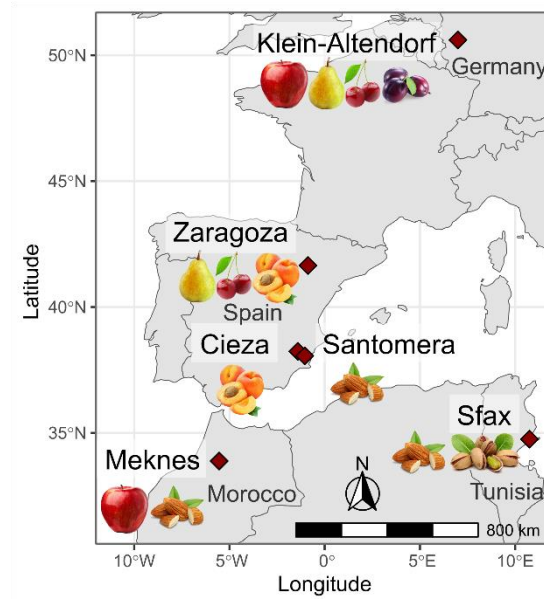 50°N
Klein-Altendorf
Germany
45°N
Zaragoza
Latitude
40°N
Spain
Cieza
Santomera
Sfax
35°N
Meknes
N
Morocco
Tunisia
800 km
10°W
5°W
0°
5°E
10°E
Longitude